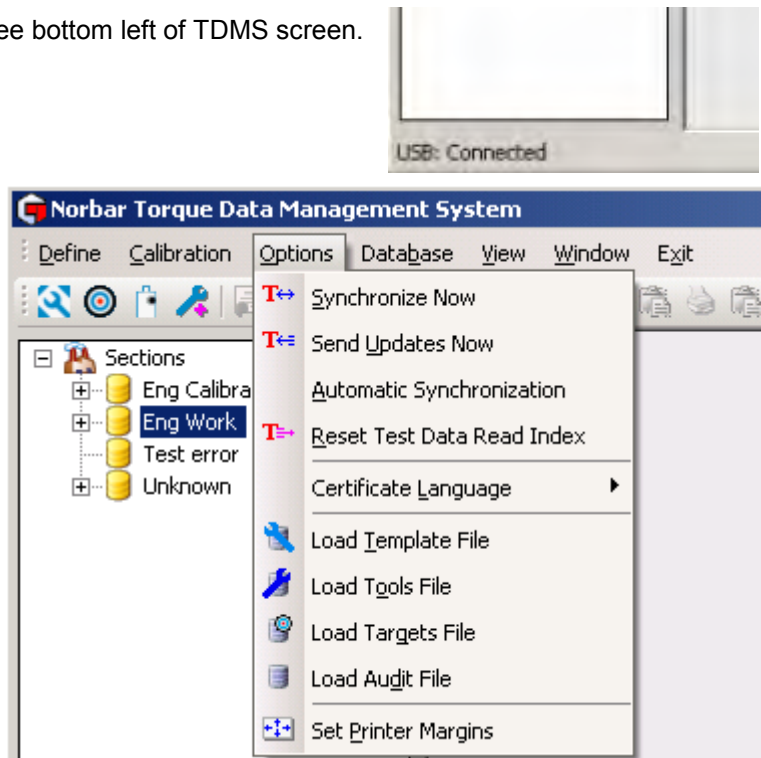 ee bottom left of TDMS screen.
USB: Connected
Norbar Torque Data Management System
Define Calibration Options Database View Window Exit
Synchronize Now
Send Updates Now
Automatic Synchronization
Reset Test Data Read Index
Certificate Language
Load Template File
Load Tools File
Load Targets File
Load Audit File
Set Printer Margins
Sections
Eng Calibra
Eng Work
Test error
Unknown